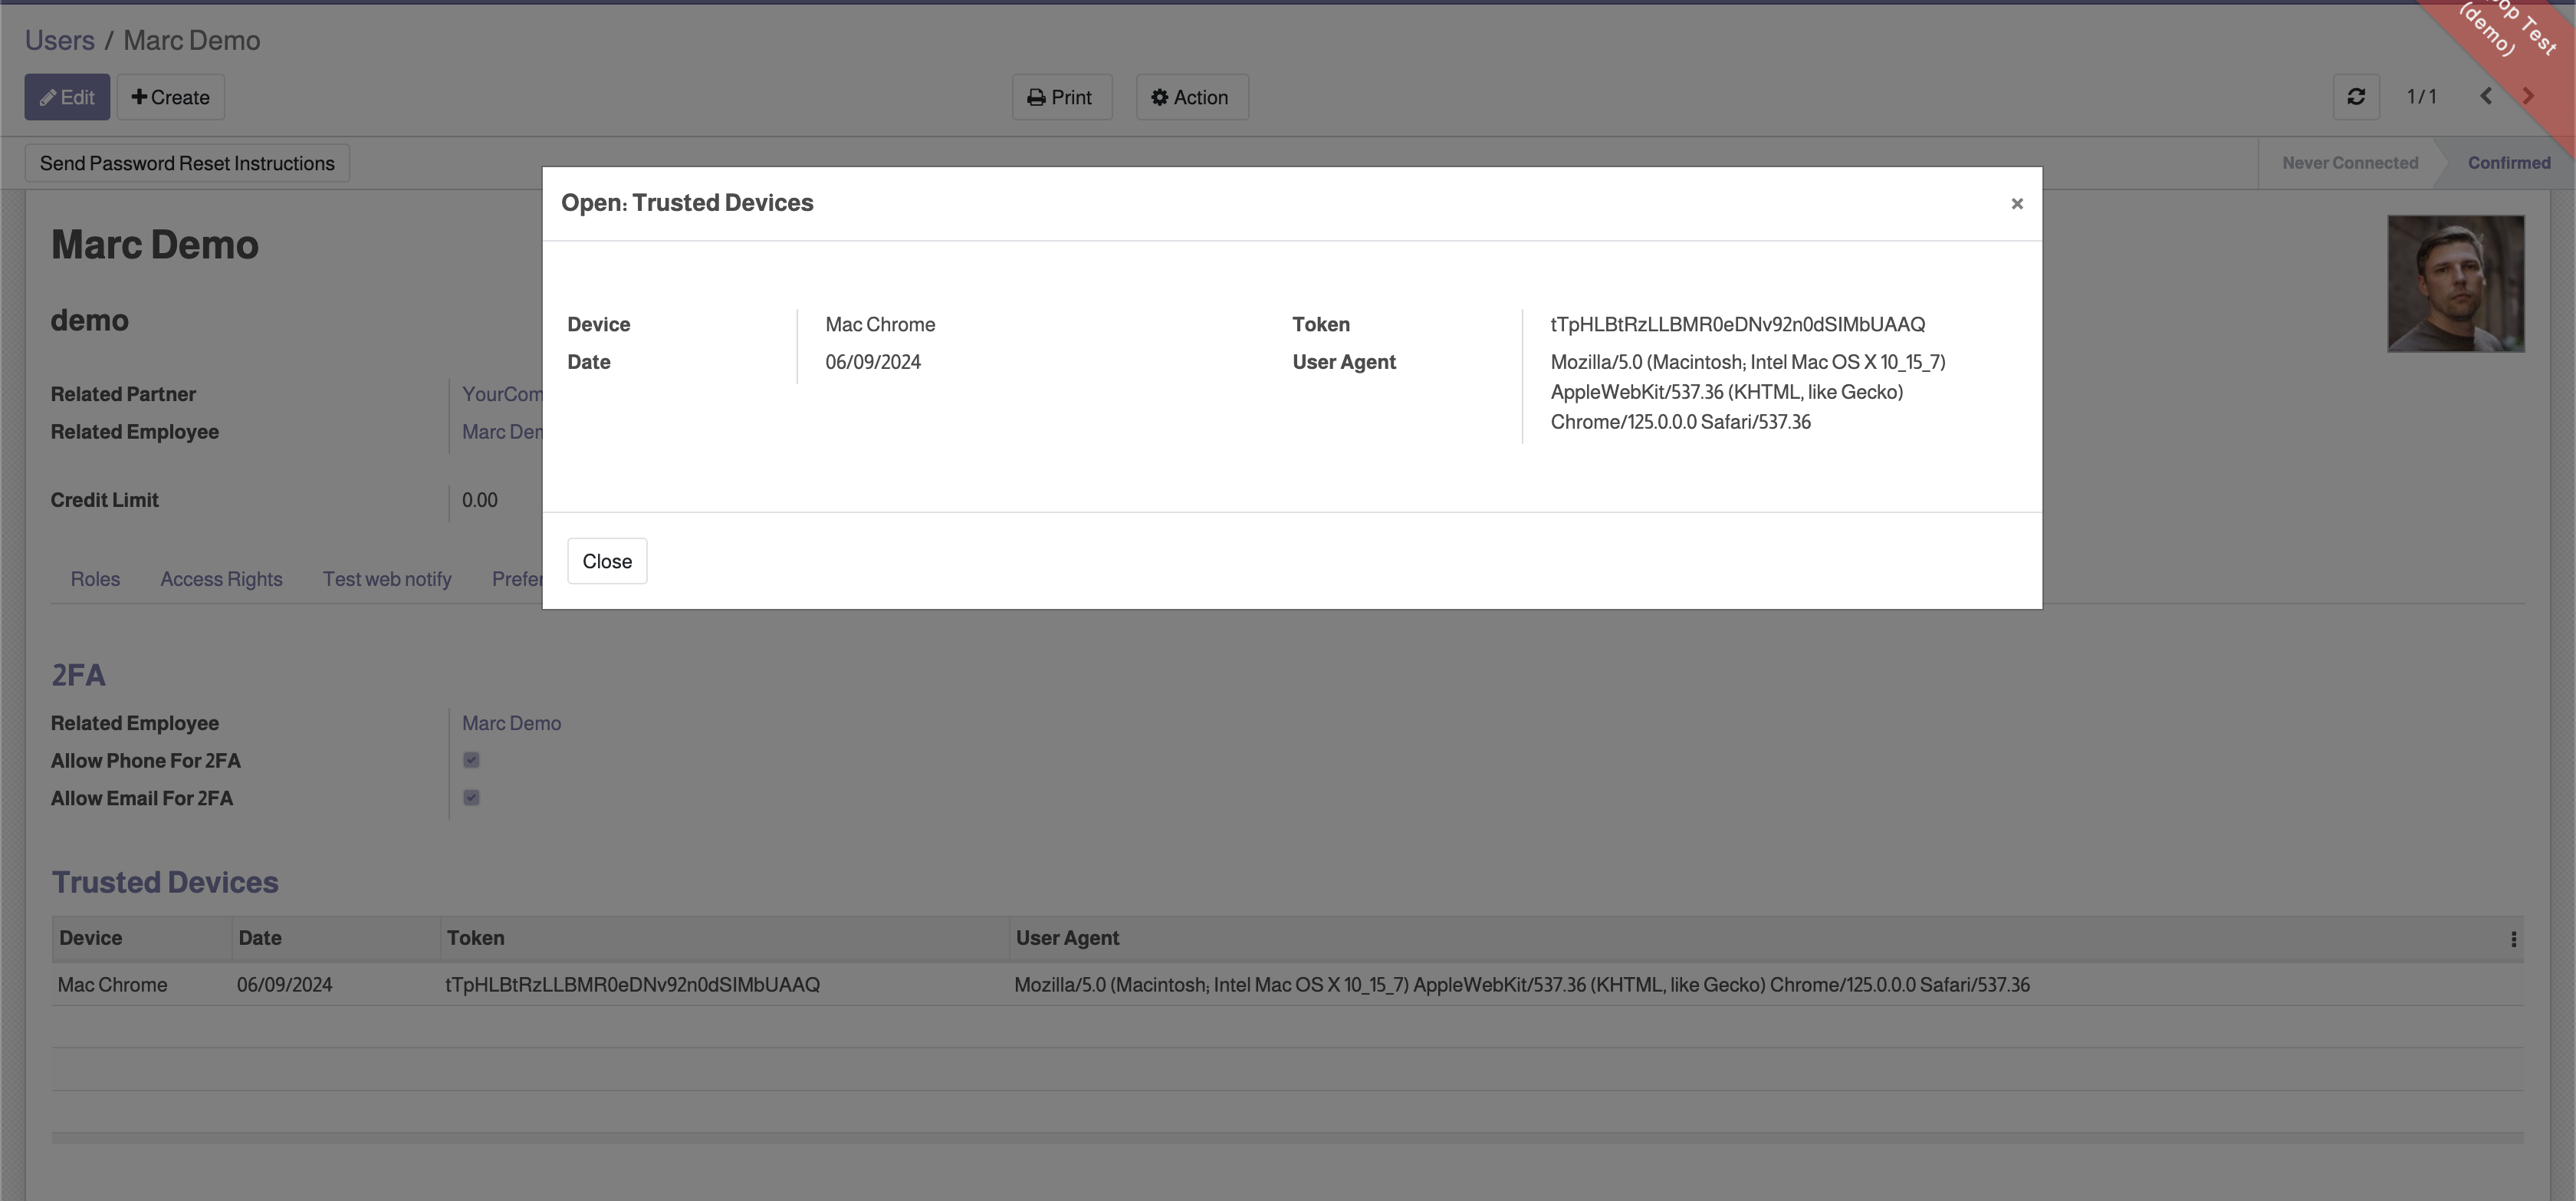 Users / Marc Demo
op Test
(demo)
Edit
Create
Print
Action
1 / 1
Send Password Reset Instructions
Never Connected
Confirmed
Open: Trusted Devices
×
Marc Demo
demo
Device
Mac Chrome
Date
06/09/2024
Token
tTpHLBtRzLLBMR0eDNv92n0dSIMbUAAQ
User Agent
Mozilla/5.0 (Macintosh; Intel Mac OS X 10_15_7)
AppleWebKit/537.36 (KHTML, like Gecko)
Chrome/125.0.0.0 Safari/537.36
Related Partner
YourCom
Related Employee
Marc Dem
Credit Limit
0.00
Close
Roles
Access Rights
Test web notify
Prefer
2FA
Related Employee
Marc Demo
Allow Phone For 2FA
Allow Email For 2FA
Trusted Devices
Device Date Token User Agent
Mac Chrome 06/09/2024 tTpHLBtRzLLBMR0eDNv92n0dSIMbUAAQ Mozilla/5.0 (Macintosh; Intel Mac OS X 10_15_7) AppleWebKit/537.36 (KHTML, like Gecko) Chrome/125.0.0.0 Safari/537.36